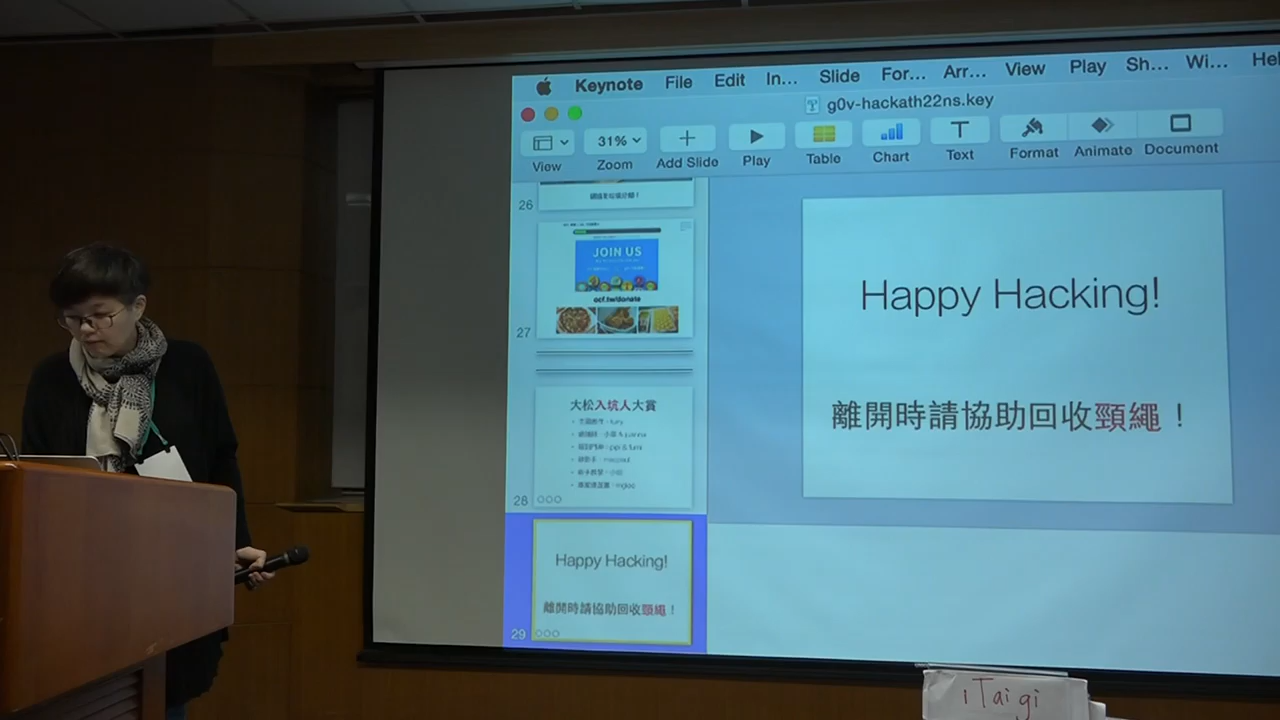 Keynote File Edit In... Slide For... Arr... View Play Sh... Wi... Hel
g0v-hackath22ns.key
31%
View Zoom Add Slide Play Table Chart Text Format Animate Document
26
JOIN US
ocf.tw/donate
27
大松入坑人大賞
28
Happy Hacking!
離開時請協助回收頸繩！
29
Happy Hacking!
離開時請協助回收頸繩！
iTaigi